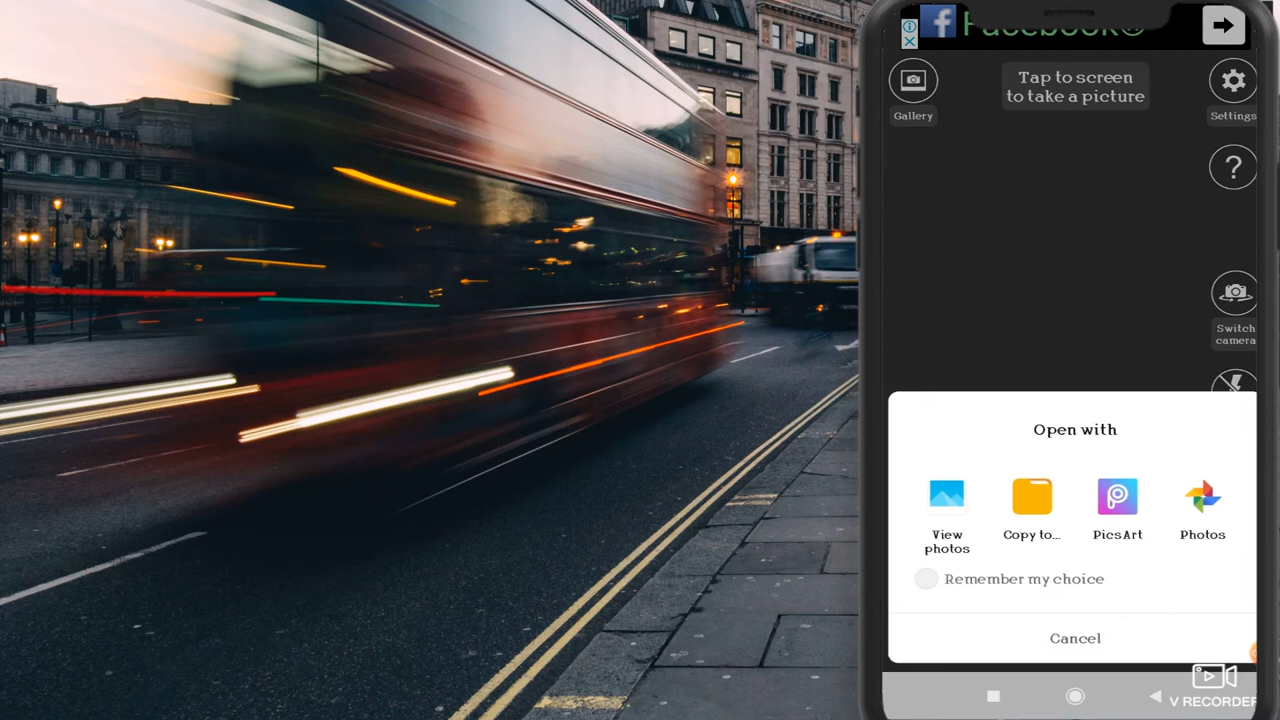 Facebook®
Gallery
Tap to screen
to take a picture
Settings
?
Switch
camera
Open with
View
photos
Copy to...
PicsArt
Photos
Remember my choice
Cancel
V RECORDER